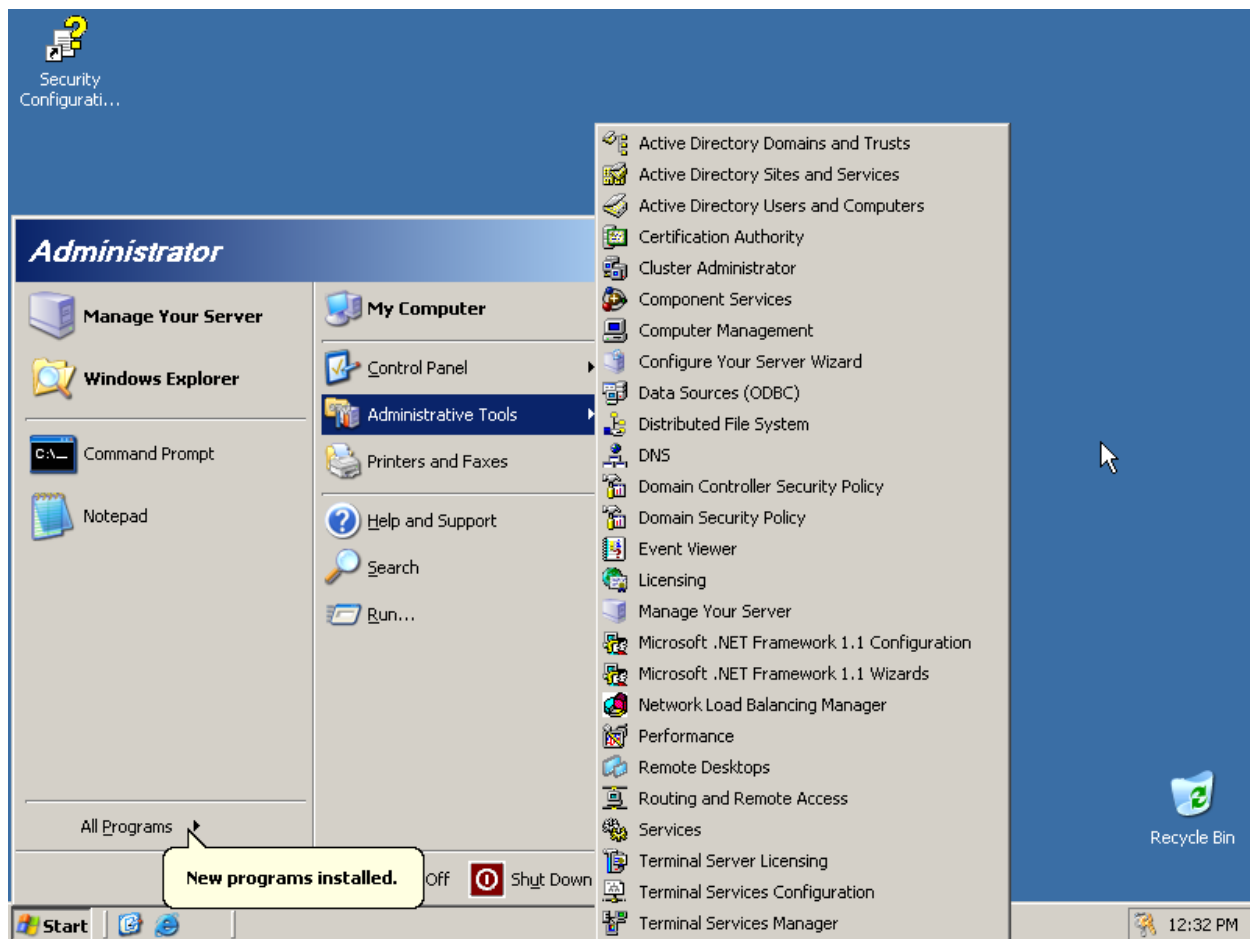 Security
Configurati...
Administrator
Manage Your Server
Windows Explorer
C:\_
Command Prompt
Notepad
All Programs
My Computer
Control Panel
Administrative Tools
Printers and Faxes
Help and Support
Search
Run...
Active Directory Domains and Trusts
Active Directory Sites and Services
Active Directory Users and Computers
Certification Authority
Cluster Administrator
Component Services
Computer Management
Configure Your Server Wizard
Data Sources (ODBC)
Distributed File System
DNS
Domain Controller Security Policy
Domain Security Policy
Event Viewer
Licensing
Manage Your Server
Microsoft .NET Framework 1.1 Configuration
Microsoft .NET Framework 1.1 Wizards
Network Load Balancing Manager
Performance
Remote Desktops
Routing and Remote Access
Services
Terminal Server Licensing
Terminal Services Configuration
Terminal Services Manager
Recycle Bin
New programs installed.
Off
Shut Down
Start
12:32 PM